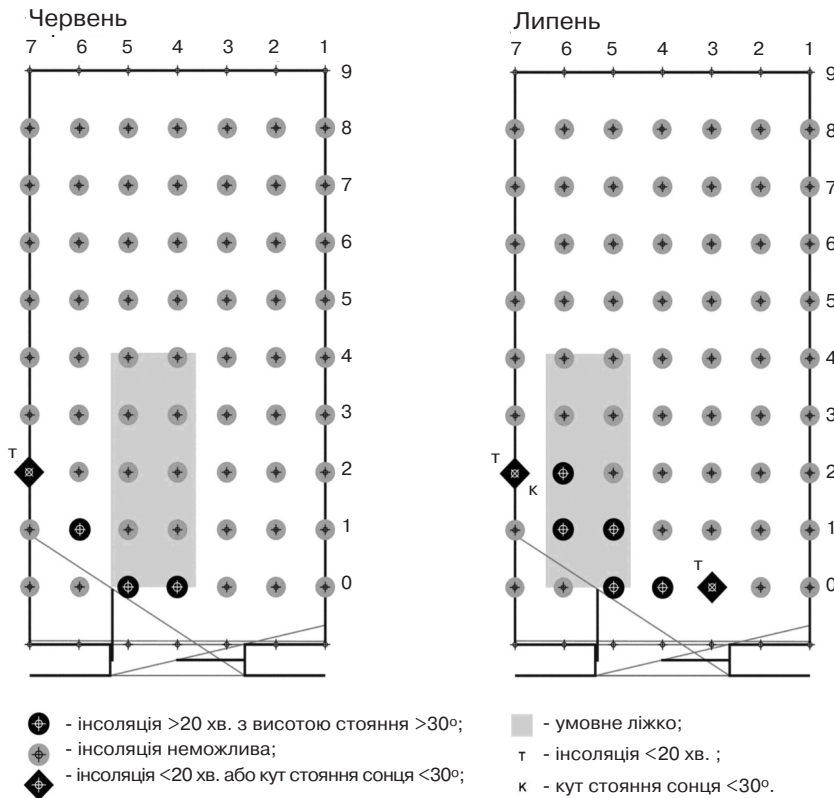 Червень
7 6 5 4 3 2 1
9
8
7
6
5
4
3
т
2
1
0
Липень
7 6 5 4 3 2 1
9
8
7
6
5
4
3
т
к
2
1
т
0
- інсоляція >20 хв. з висотою стояння >30º;
- інсоляція неможлива;
- інсоляція <20 хв. або кут стояння сонця <30º;
- умовне ліжко;
т - інсоляція <20 хв. ;
к - кут стояння сонця <30º.